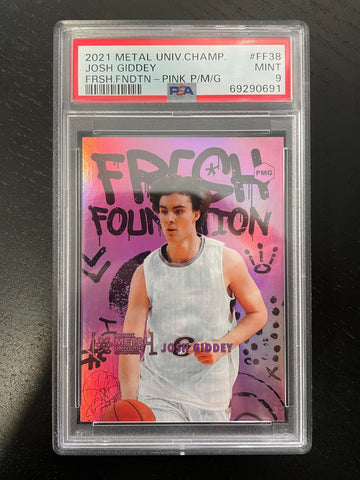 2021 METAL UNIV.CHAMP. #FF38
JOSH GIDDEY MINT
FRSH.FNDTN - PINK P/M/G 9
PSA 69290691
FRESH
PMG
FOUNDATION
METAL
JOSH GIDDEY